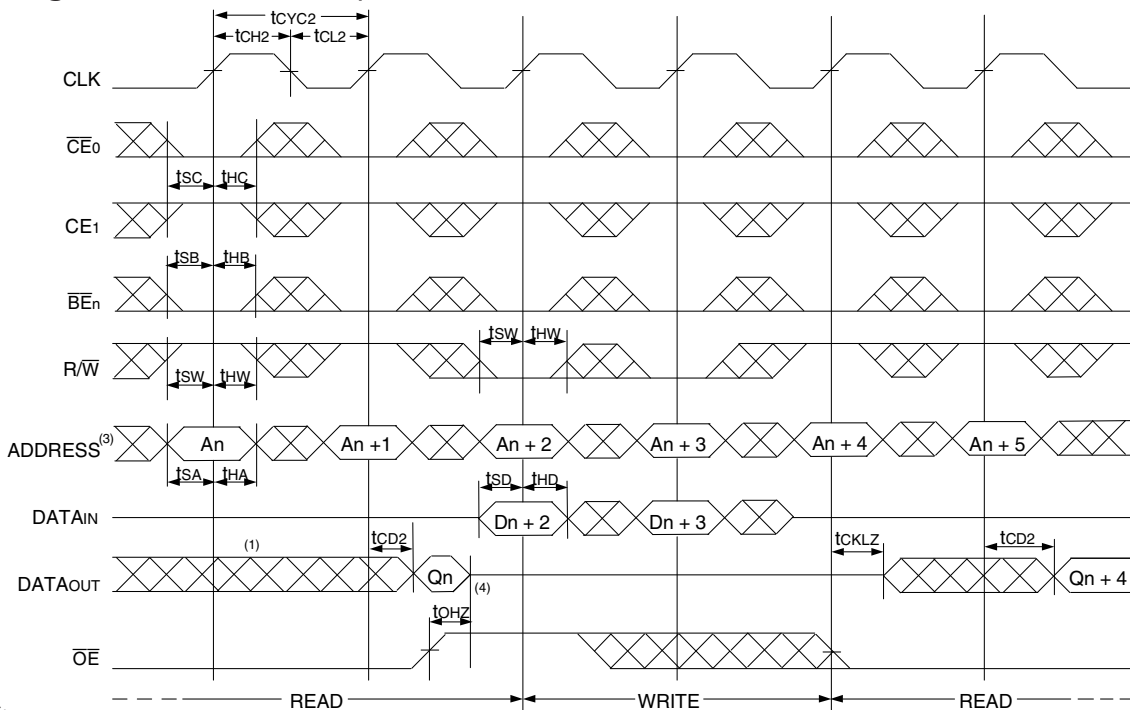 tCYC2
tCH2 tCL2
CLK
CE0
tSC tHC
CE1
tSB tHB
BEn
tSW tHW
R/W
tSW tHW
ADDRESS(3) An An +1 An + 2 An + 3 An + 4 An + 5
tSA tHA
tSD tHD
DATAIN Dn + 2 Dn + 3
(1) tCD2 tCKLZ tCD2
DATAOUT Qn (4) Qn + 4
tOHZ
OE
READ WRITE READ